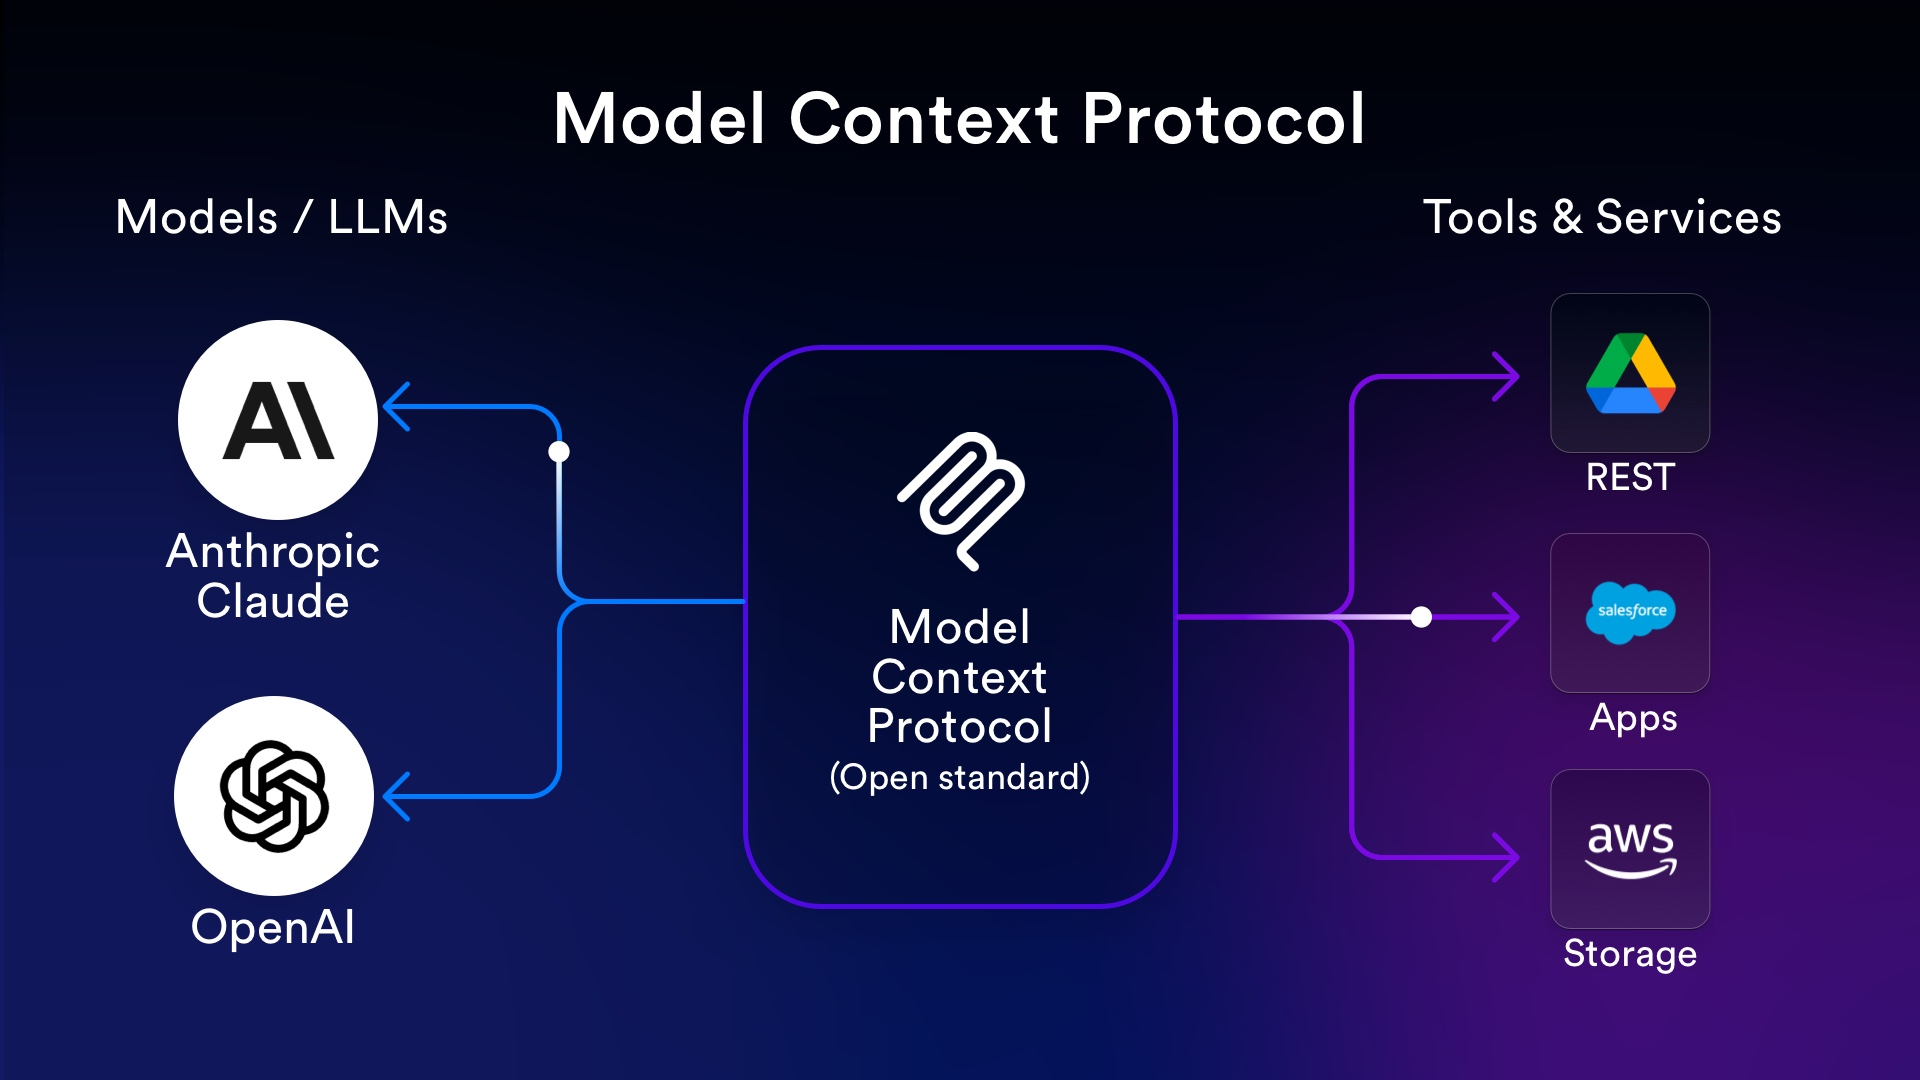 Model Context Protocol
Models / LLMs
Tools & Services
Anthropic
Claude
OpenAI
Model
Context
Protocol
(Open standard)
REST
salesforce
Apps
aws
Storage